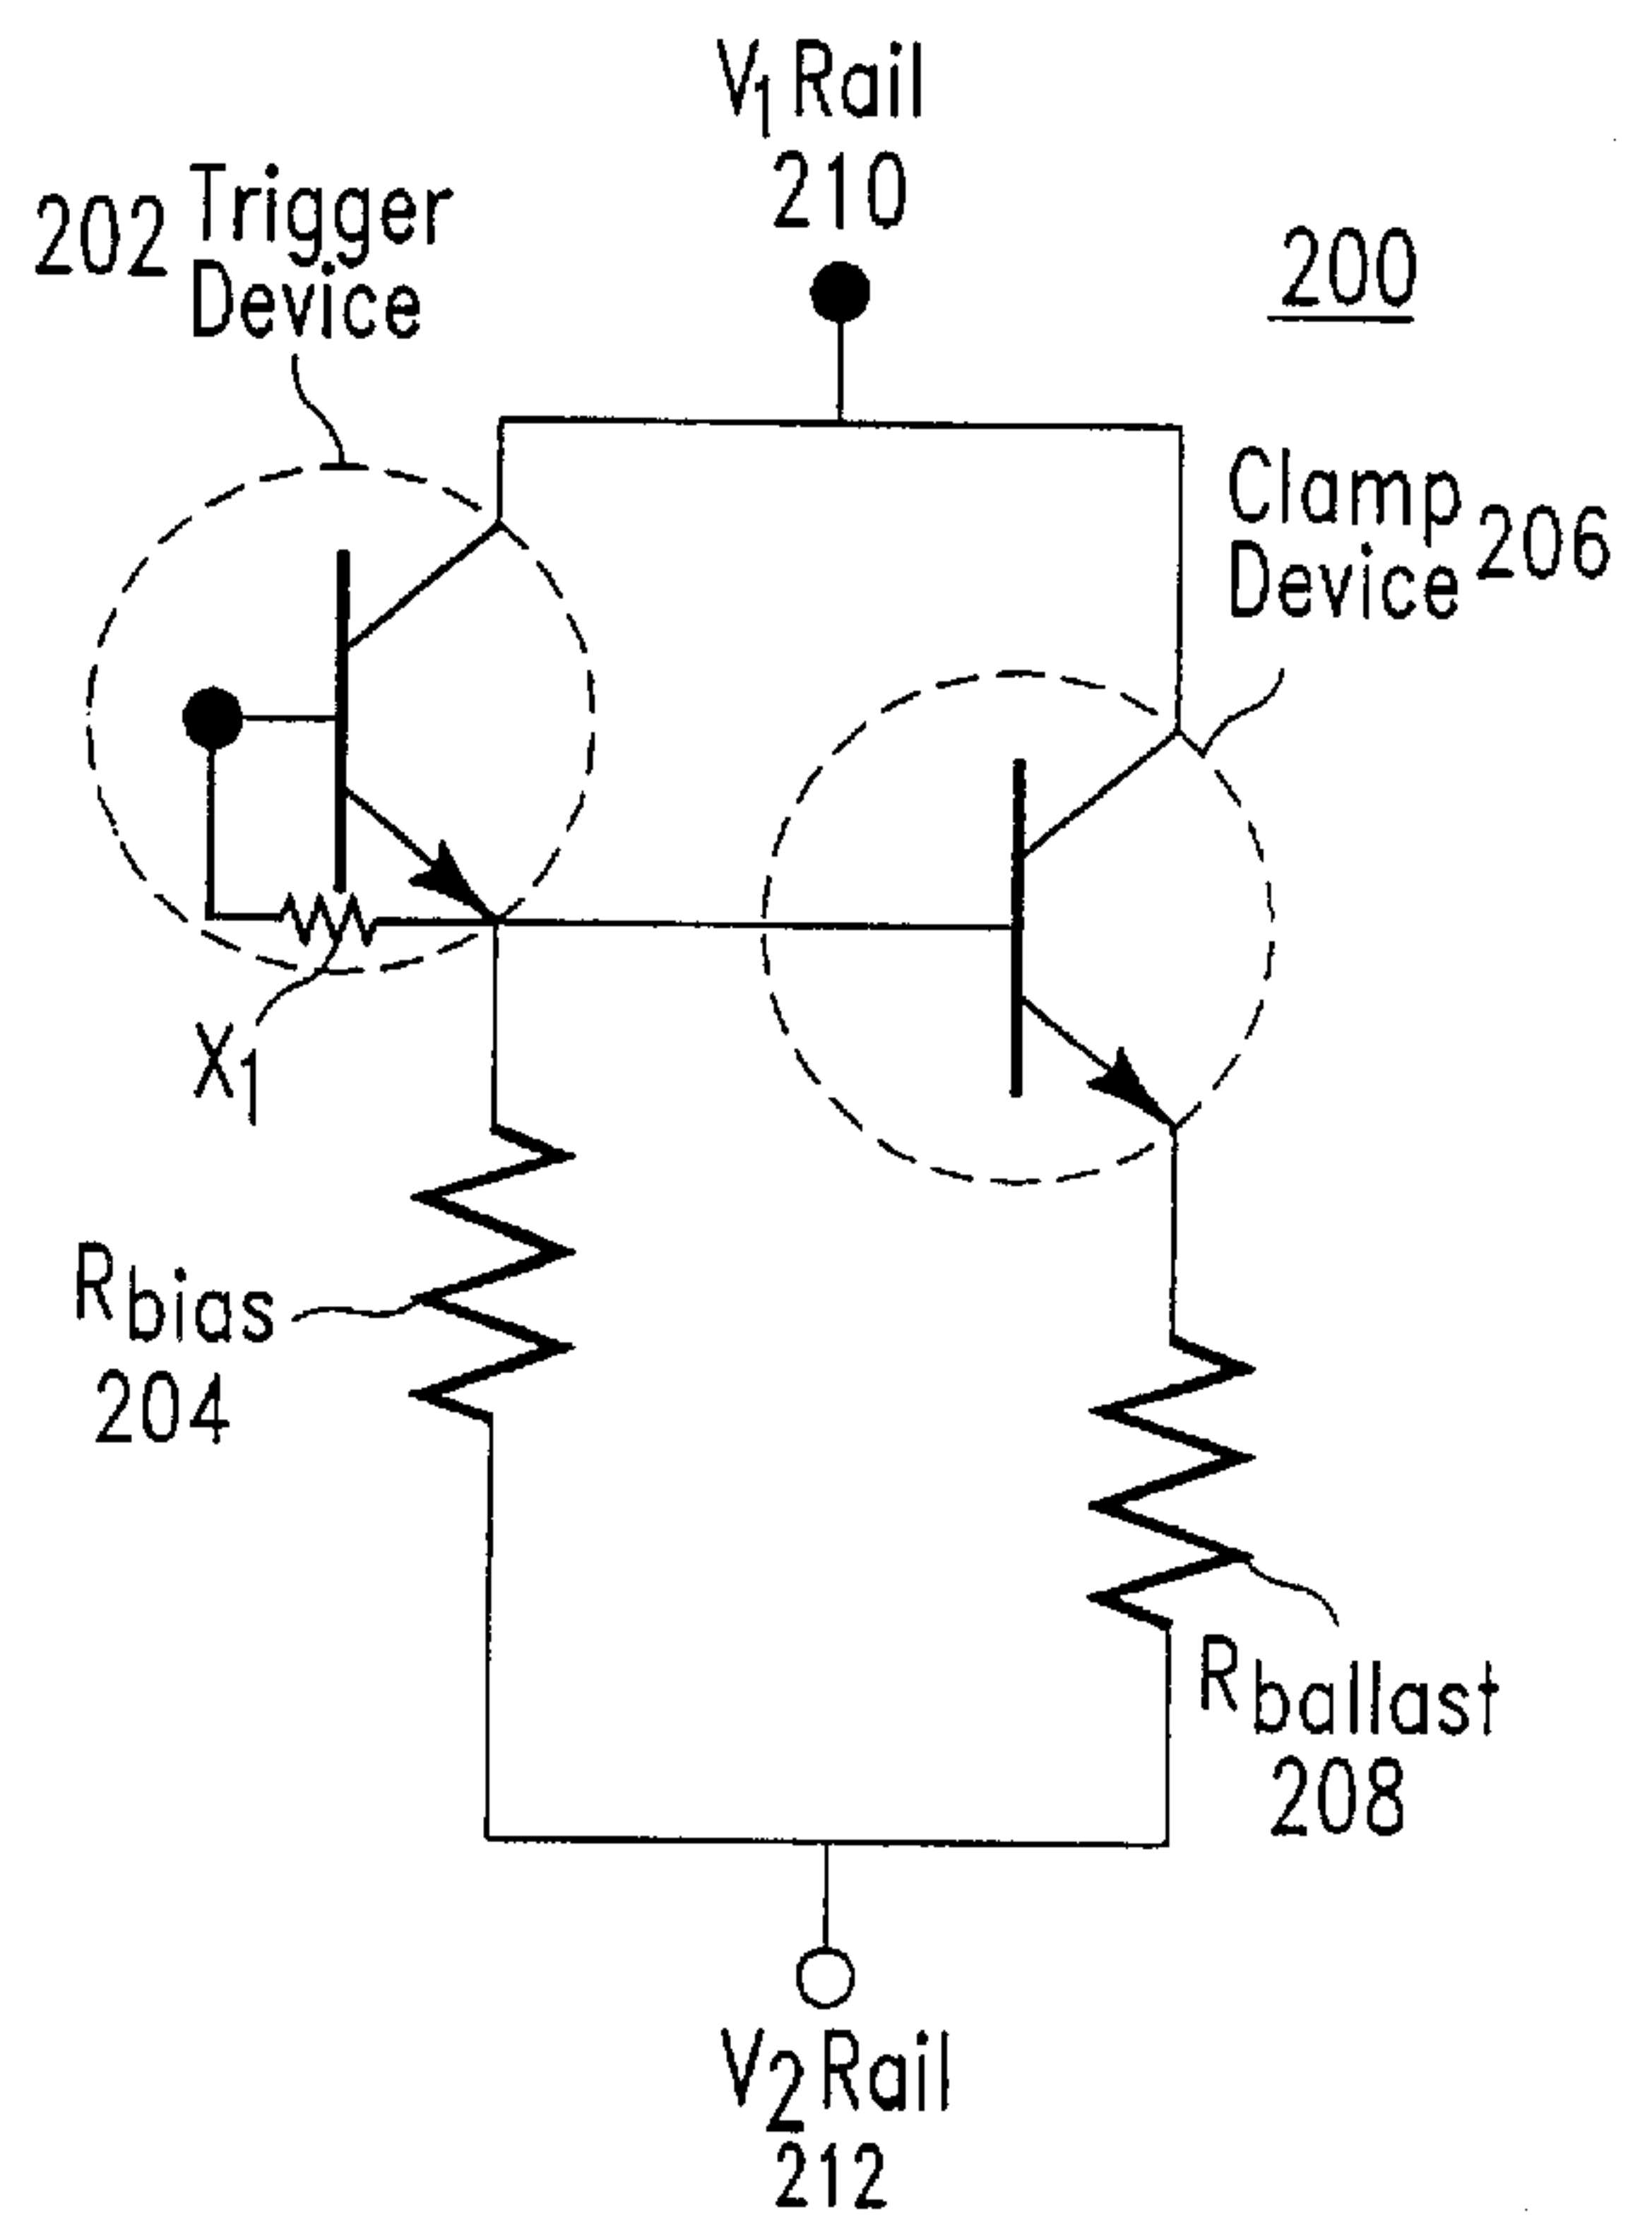 V1 Rail
210
202 Trigger
Device
200
Clamp
Device 206
X1
Rbias
204
Rballast
208
V2 Rail
212